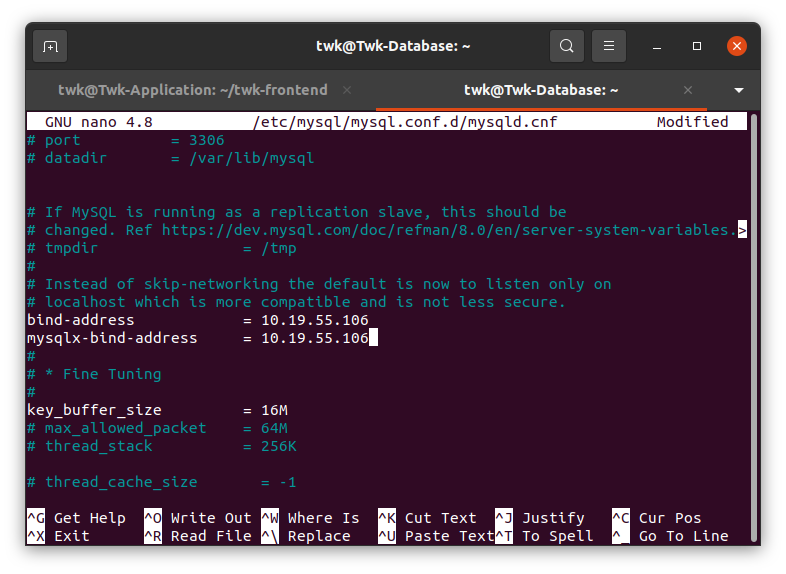 twk@Twk-Database: ~
twk@Twk-Application: ~/twk-frontend × twk@Twk-Database: ~ ×
GNU nano 4.8 /etc/mysql/mysql.conf.d/mysqld.cnf Modified
# port = 3306
# datadir = /var/lib/mysql
# If MySQL is running as a replication slave, this should be
# changed. Ref https://dev.mysql.com/doc/refman/8.0/en/server-system-variables.>
# tmpdir = /tmp
#
# Instead of skip-networking the default is now to listen only on
# localhost which is more compatible and is not less secure.
bind-address = 10.19.55.106
mysqlx-bind-address = 10.19.55.106
#
# * Fine Tuning
#
key_buffer_size = 16M
# max_allowed_packet = 64M
# thread_stack = 256K
# thread_cache_size = -1
^G Get Help ^O Write Out ^W Where Is ^K Cut Text ^J Justify ^C Cur Pos
^X Exit ^R Read File ^\ Replace ^U Paste Text ^T To Spell ^_ Go To Line